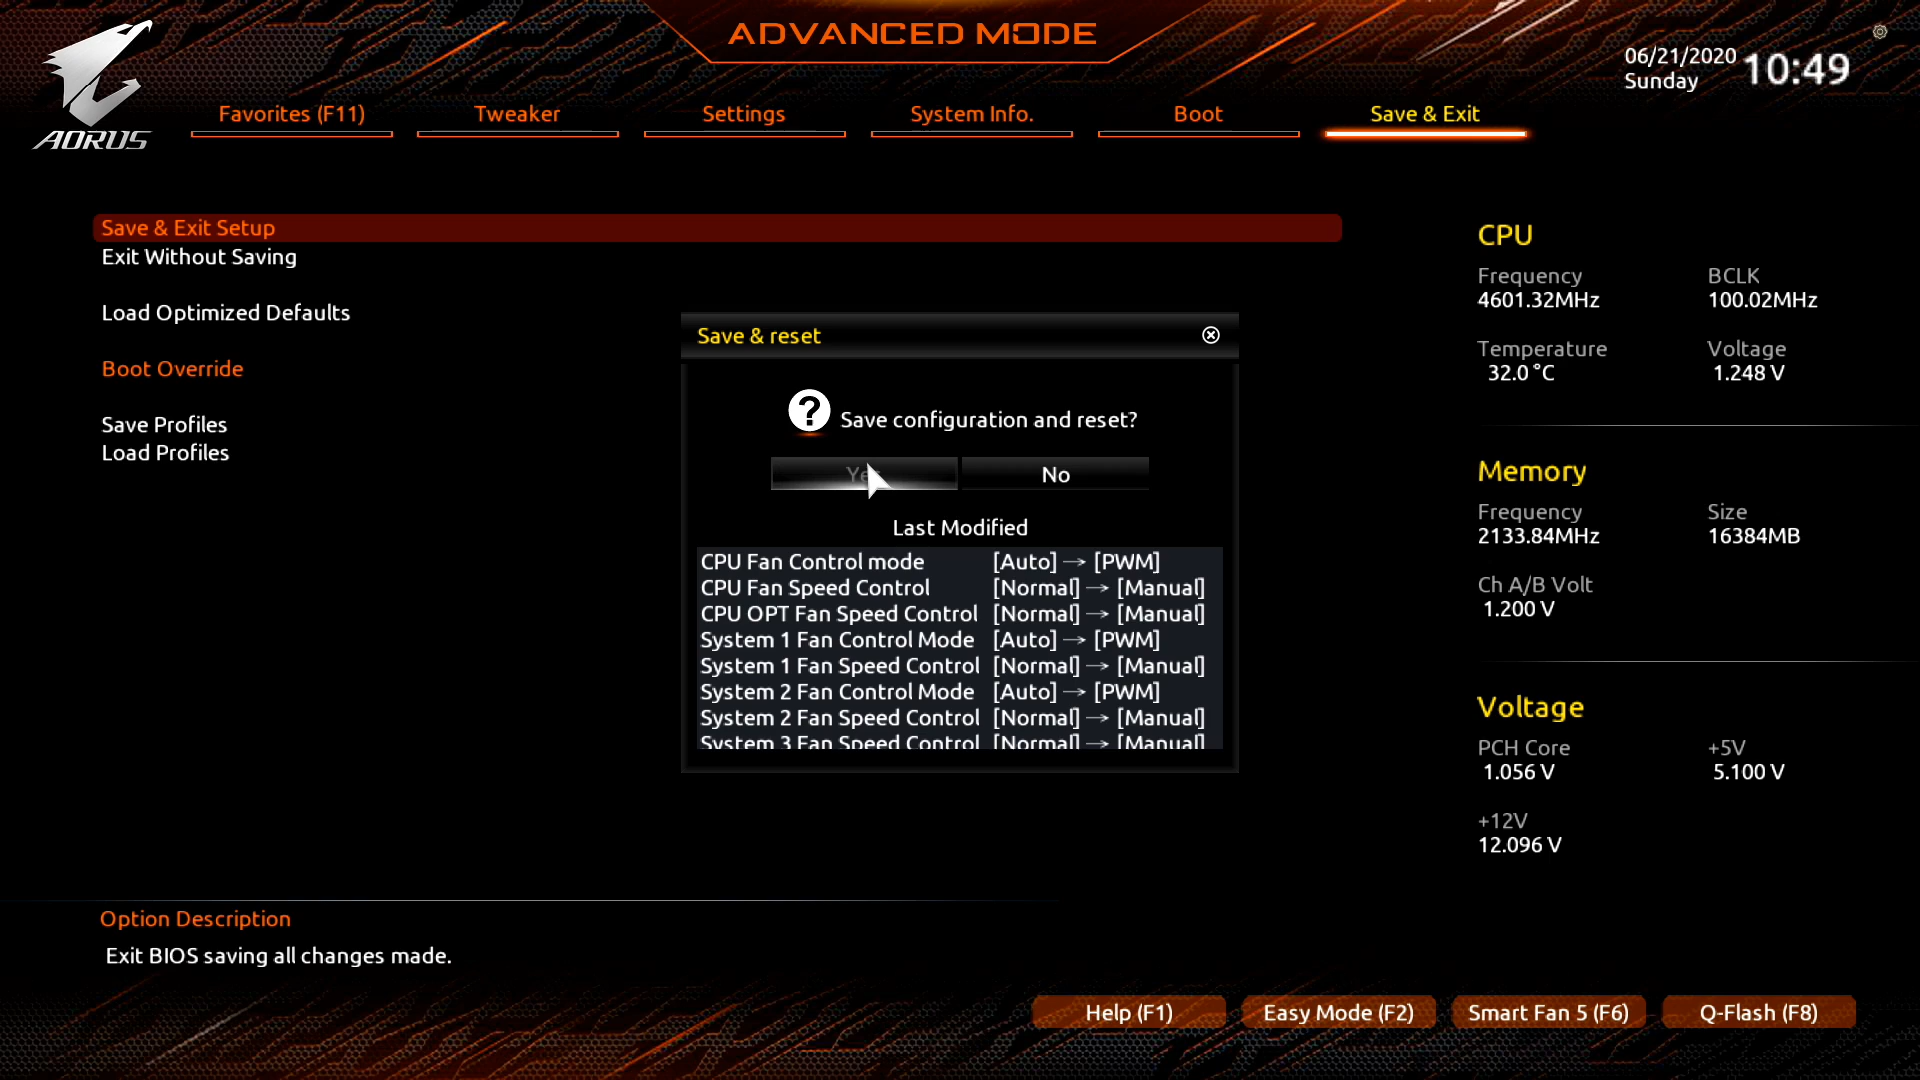 ADVANCED MODE
06/21/2020
Sunday
10:49
AORUS
Favorites (F11)
Tweaker
Settings
System Info.
Boot
Save & Exit
Save & Exit Setup
Exit Without Saving
Load Optimized Defaults
Boot Override
Save Profiles
Load Profiles
Save & reset
Save configuration and reset?
No
Last Modified
CPU Fan Control mode [Auto] → [PWM]
CPU Fan Speed Control [Normal] → [Manual]
CPU OPT Fan Speed Control [Normal] → [Manual]
System 1 Fan Control Mode [Auto] → [PWM]
System 1 Fan Speed Control [Normal] → [Manual]
System 2 Fan Control Mode [Auto] → [PWM]
System 2 Fan Speed Control [Normal] → [Manual]
System 3 Fan Speed Control [Normal] → [Manual]
CPU
Frequency BCLK
4601.32MHz 100.02MHz
Temperature Voltage
32.0 °C 1.248 V
Memory
Frequency Size
2133.84MHz 16384MB
Ch A/B Volt
1.200 V
Voltage
PCH Core +5V
1.056 V 5.100 V
+12V
12.096 V
Option Description
Exit BIOS saving all changes made.
Help (F1)
Easy Mode (F2)
Smart Fan 5 (F6)
Q-Flash (F8)